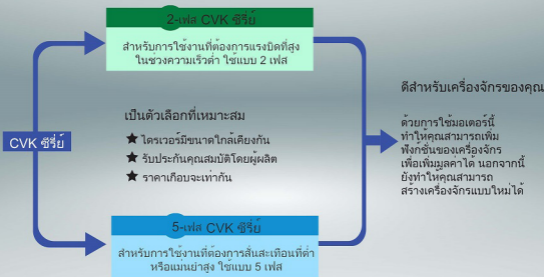 2-เฟส CVK ซีรี่ย์
สำหรับการใช้งานที่ต้องการแรงบิดที่สูง
ในช่วงความเร็วต่ำ ใช้แบบ 2 เฟส
ดีสำหรับเครื่องจักรของคุณ
เป็นตัวเลือกที่เหมาะสม
★ ไดรเวอร์มีขนาดใกล้เคียงกัน
★ รับประกันคุณสมบัติโดยผู้ผลิต
★ ราคาเกือบจะเท่ากัน
CVK ซีรี่ย์
ด้วยการใช้มอเตอร์นี้
ทำให้คุณสามารถเพิ่ม
ฟังก์ชั่นของเครื่องจักร
เพื่อเพิ่มมูลค่าได้ นอกจากนี้
ยังทำให้คุณสามารถ
สร้างเครื่องจักรแบบใหม่ได้
5-เฟส CVK ซีรี่ย์
สำหรับการใช้งานที่ต้องการสั่นสะเทือนที่ต่ำ
หรือแม่นยำสูง ใช้แบบ 5 เฟส